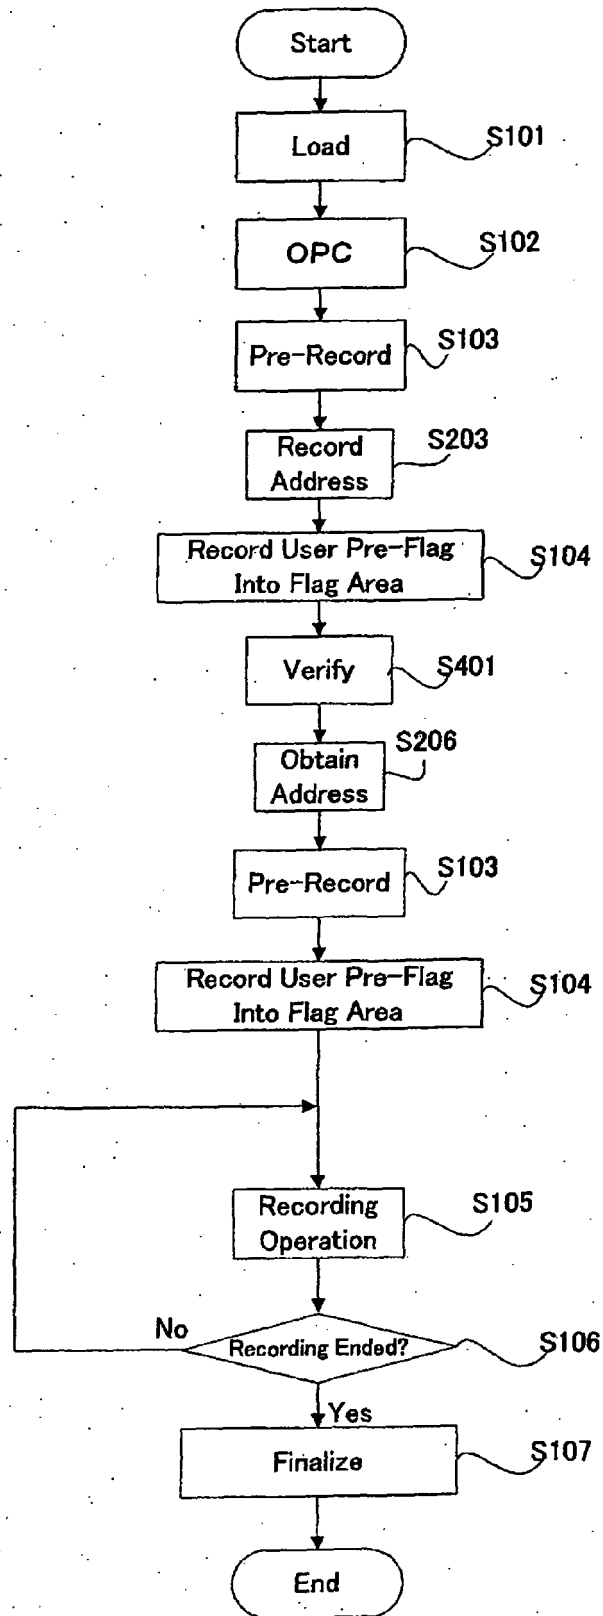 Start
Load
S101
OPC
S102
Pre-Record
S103
Record
Address
S203
Record User Pre-Flag
Into Flag Area
S104
Verify
S401
Obtain
Address
S206
Pre-Record
S103
Record User Pre-Flag
Into Flag Area
S104
Recording
Operation
S105
No
Recording Ended?
S106
Yes
Finalize
S107
End